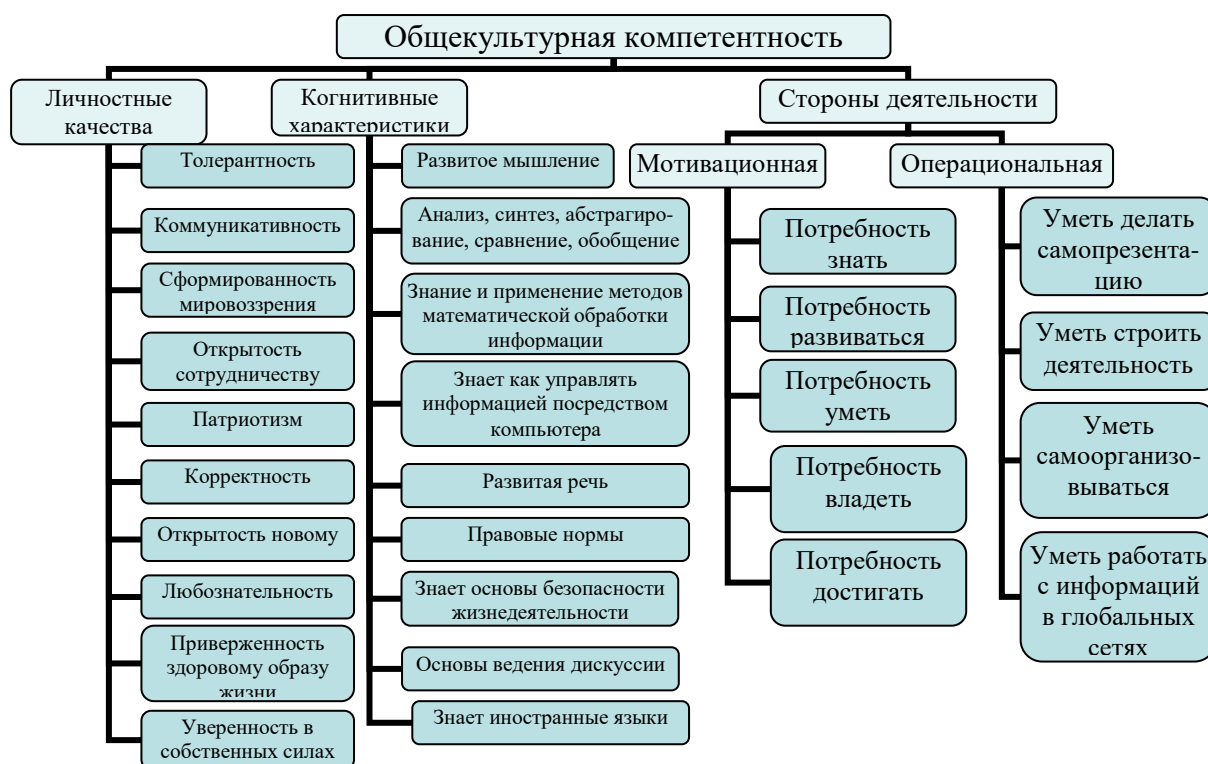 Общекультурная компетентность
Личностные
качества
Толерантность
Коммуникативность
Сформированность
мировоззрения
Открытость
сотрудничеству
Патриотизм
Корректность
Открытость новому
Любознательность
Приверженность
здоровому образу
жизни
Уверенность в
собственных силах
Когнитивные
характеристики
Развитое мышление
Анализ, синтез, абстрагиро-
вание, сравнение, обобщение
Знание и применение методов
математической обработки
информации
Знает как управлять
информацией посредством
компьютера
Развитая речь
Правовые нормы
Знает основы безопасности
жизнедеятельности
Основы ведения дискуссии
Знает иностранные языки
Стороны деятельности
Мотивационная
Потребность
знать
Потребность
развиваться
Потребность
уметь
Потребность
владеть
Потребность
достигать
Операциональная
Уметь делать
самопрезента-
цию
Уметь строить
деятельность
Уметь
самоорганизо-
вываться
Уметь работать
с информаций
в глобальных
сетях